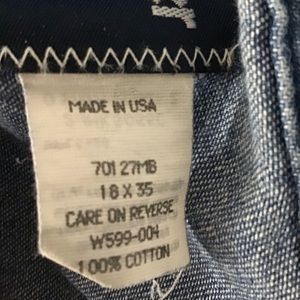 MADE IN USA
701 27MB
18 X 35
CARE ON REVERSE
W599-004
100% COTTON